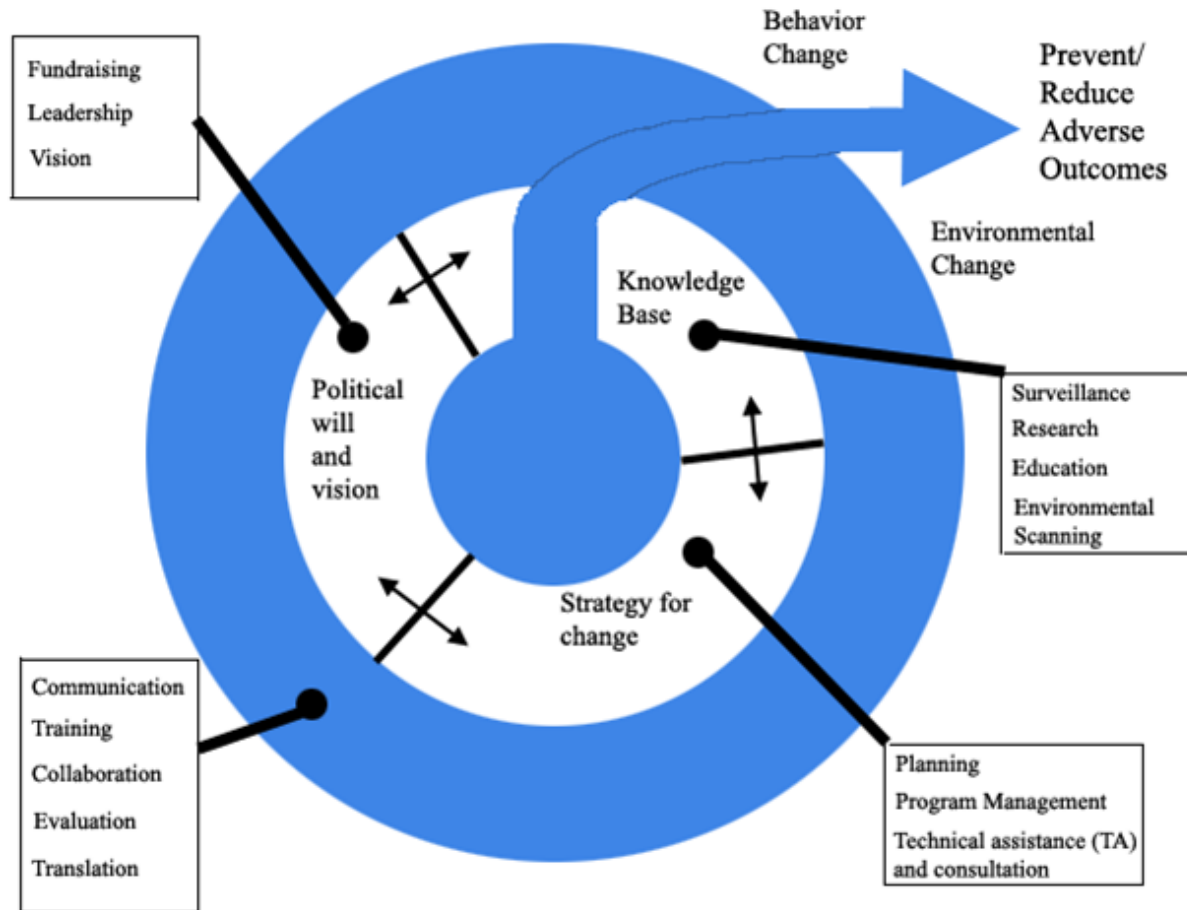 Behavior
Change
Prevent/
Reduce
Adverse
Outcomes
Fundraising
Leadership
Vision
Environmental
Change
Knowledge
Base
Political
will
and
vision
Surveillance
Research
Education
Environmental
Scanning
Strategy for
change
Communication
Training
Collaboration
Evaluation
Translation
Planning
Program Management
Technical assistance (TA)
and consultation